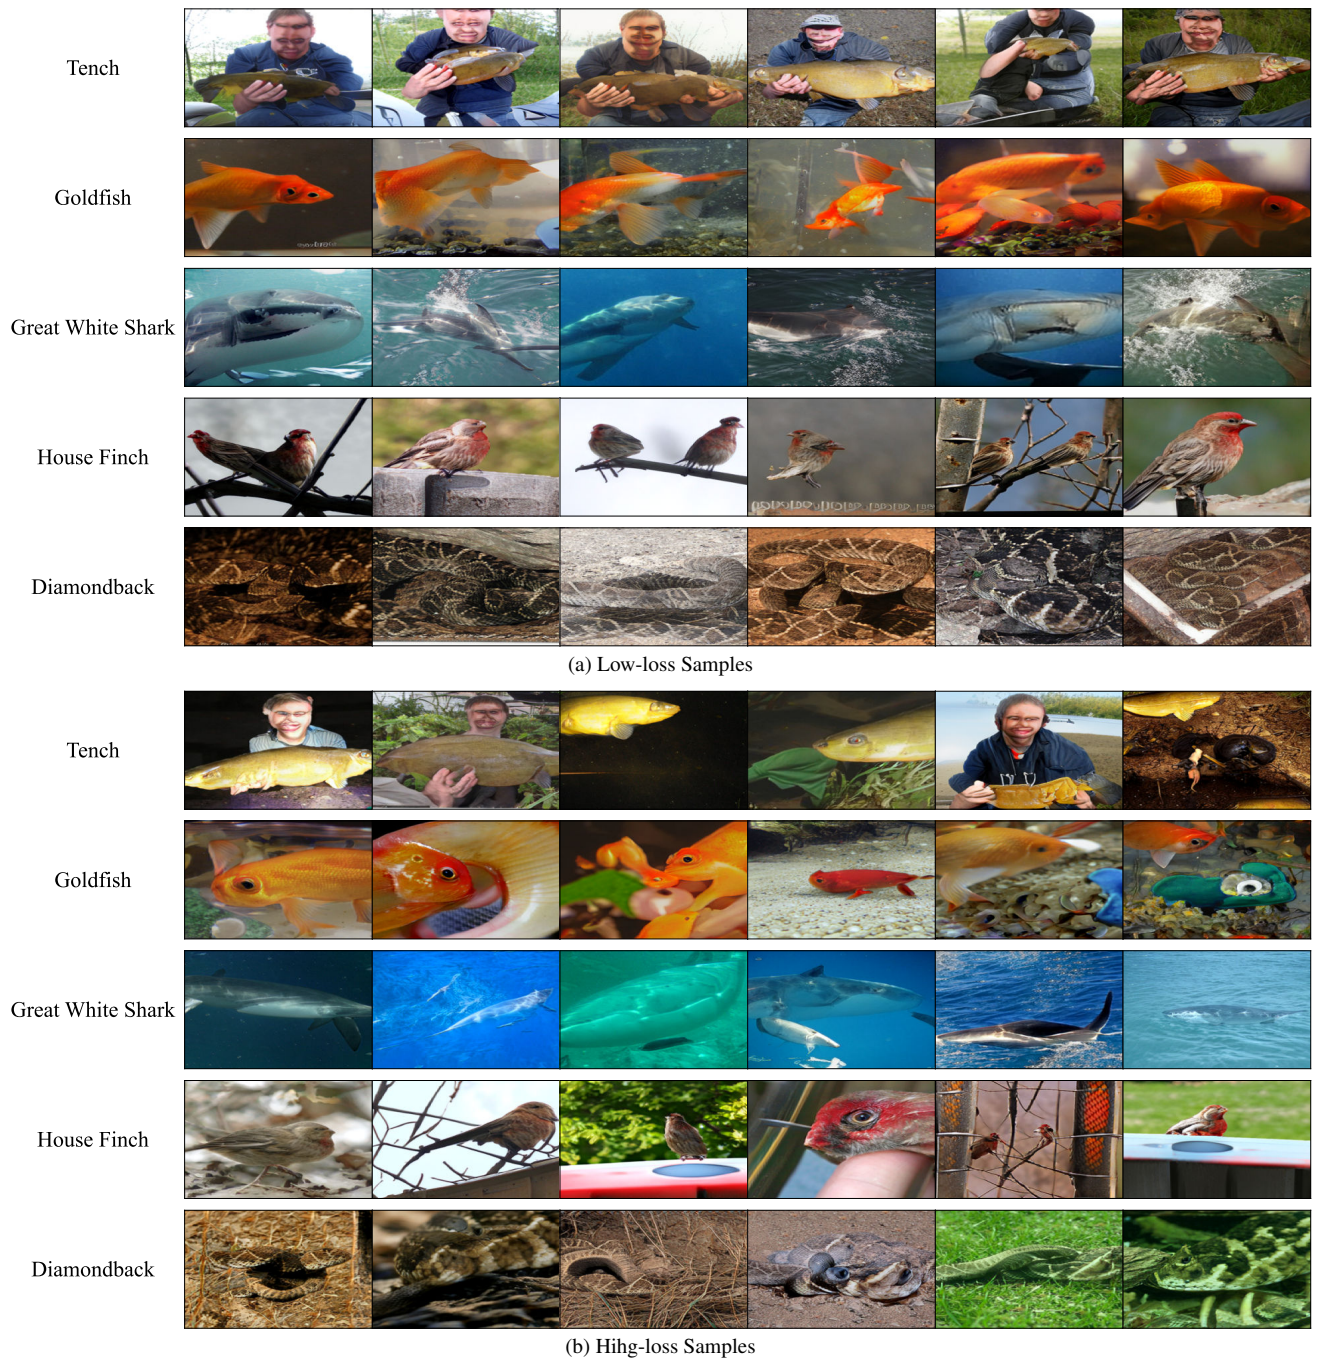 Tench
Goldfish
Great White Shark
House Finch
Diamondback
(a) Low-loss Samples
Tench
Goldfish
Great White Shark
House Finch
Diamondback
(b) Hihg-loss Samples